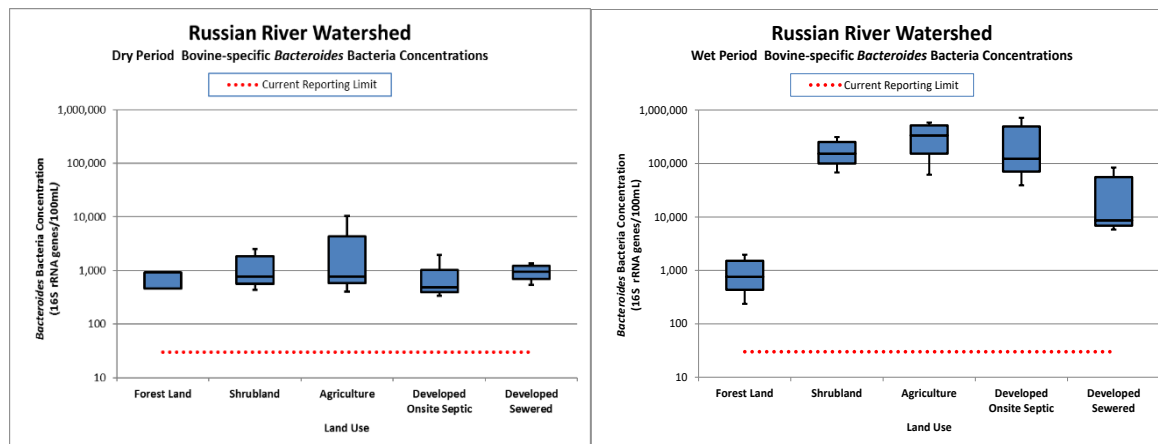 Russian River Watershed
Dry Period Bovine-specific Bacteroides Bacteria Concentrations
Current Reporting Limit
1,000,000
100,000
10,000
1,000
100
10
Bacteroides Bacteria Concentration
(16S rRNA genes/100mL)
Forest Land
Shrubland
Agriculture
Developed
Onsite Septic
Developed
Sewered
Land Use
Russian River Watershed
Wet Period Bovine-specific Bacteroides Bacteria Concentrations
Current Reporting Limit
1,000,000
100,000
10,000
1,000
100
10
Bacteroides Bacteria Concentration
(16S rRNA genes/100mL)
Forest Land
Shrubland
Agriculture
Developed
Onsite Septic
Developed
Sewered
Land Use